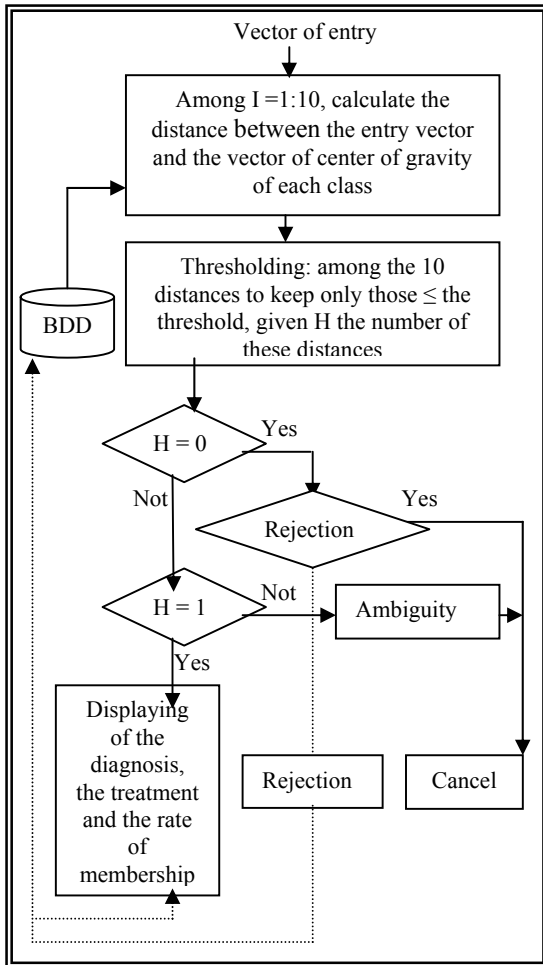 Vector of entry
Among I =1:10, calculate the
distance between the entry vector
and the vector of center of gravity
of each class
Thresholding: among the 10
distances to keep only those ≤ the
threshold, given H the number of
these distances
BDD
H = 0
Yes
Not
Rejection
Yes
H = 1
Not
Ambiguity
Yes
Displaying
of the
diagnosis,
the treatment
and the rate
of
membership
Rejection
Cancel